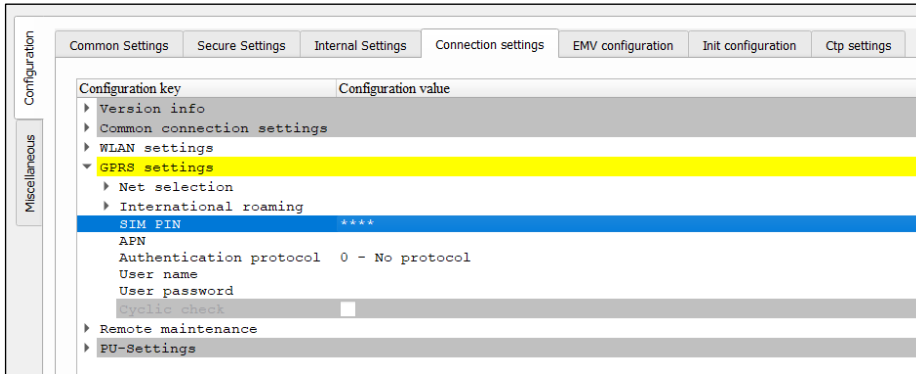 Configuration
Miscellaneous
Common Settings Secure Settings Internal Settings Connection settings EMV configuration Init configuration Ctp settings
Configuration key Configuration value
Version info
Common connection settings
WLAN settings
GPRS settings
Net selection
International roaming
SIM PIN ****
APN
Authentication protocol 0 - No protocol
User name
User password
Cyclic check
Remote maintenance
PU-Settings